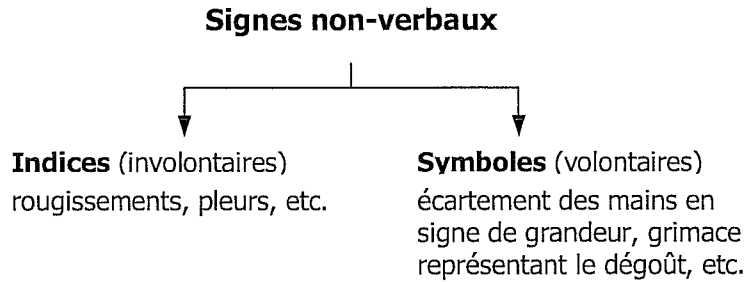 Signes non-verbaux
Indices (involontaires)
rougissements, pleurs, etc.
Symboles (volontaires)
écartement des mains en
signe de grandeur, grimace
représentant le dégoût, etc.